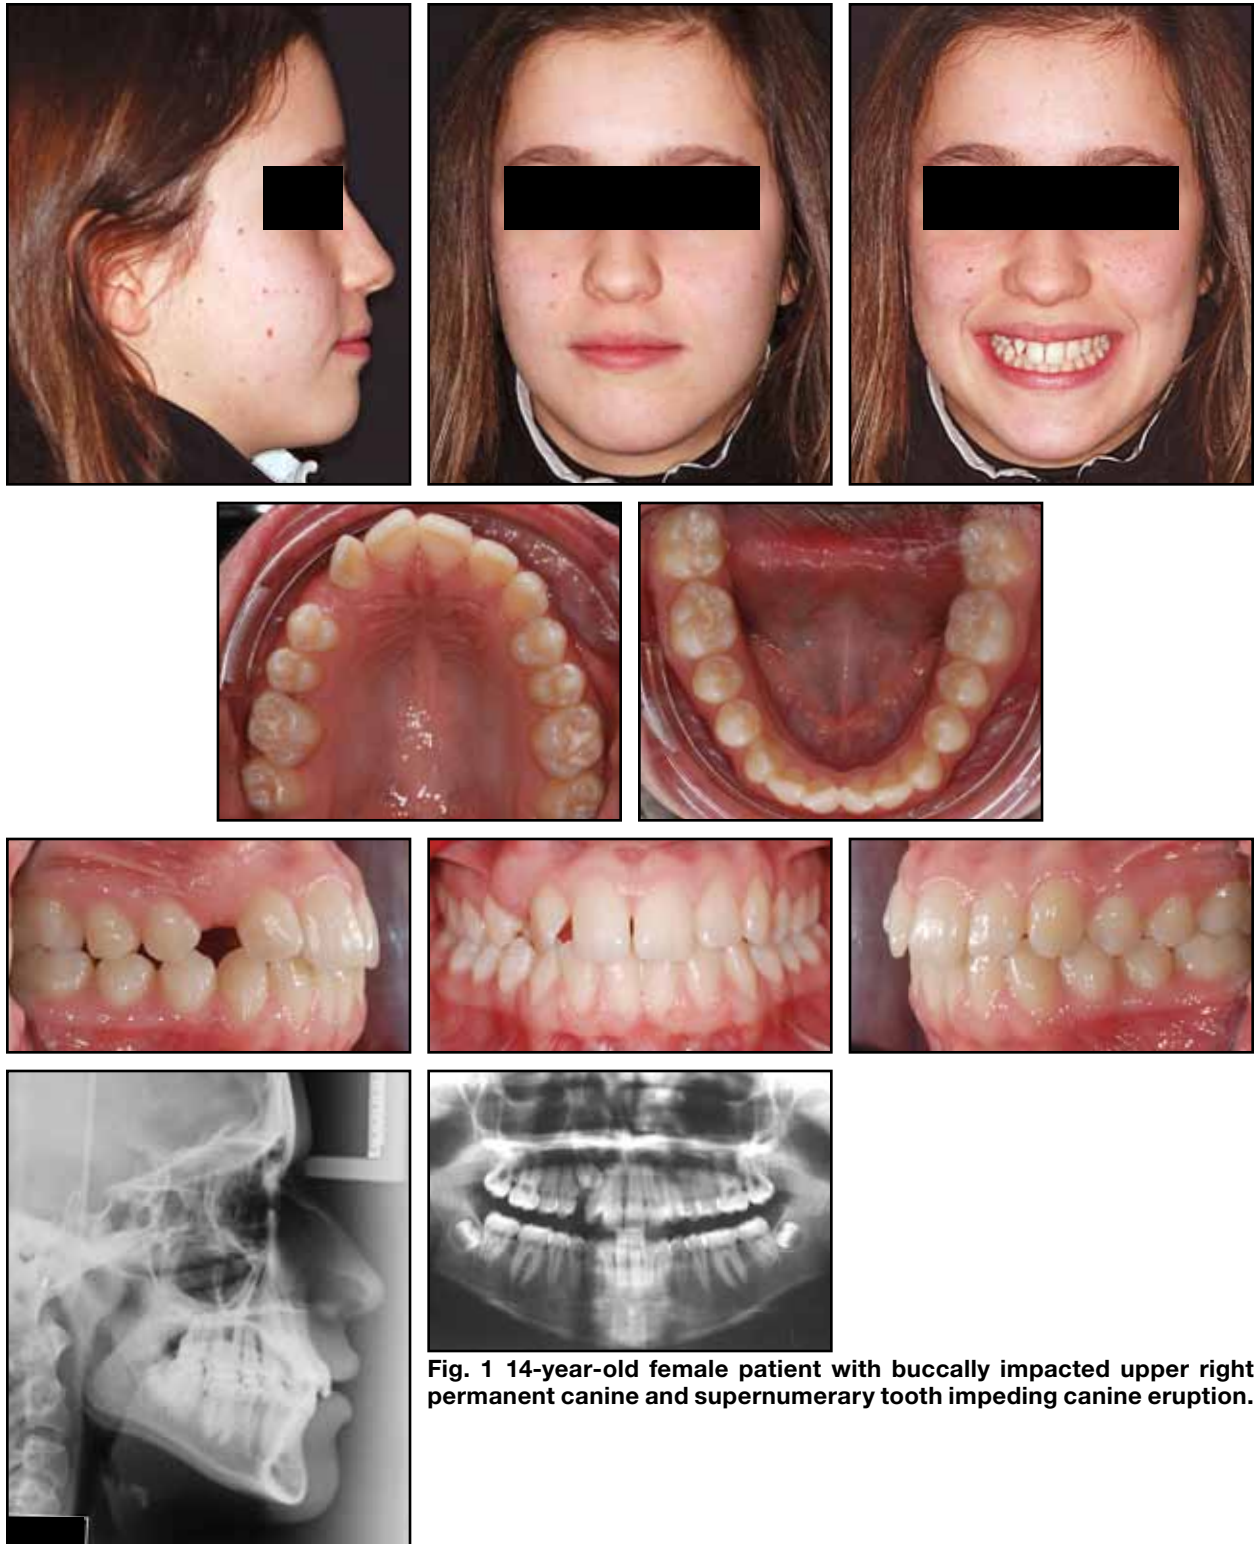 Fig. 1 14-year-old female patient with buccally impacted upper right
permanent canine and supernumerary tooth impeding canine eruption.